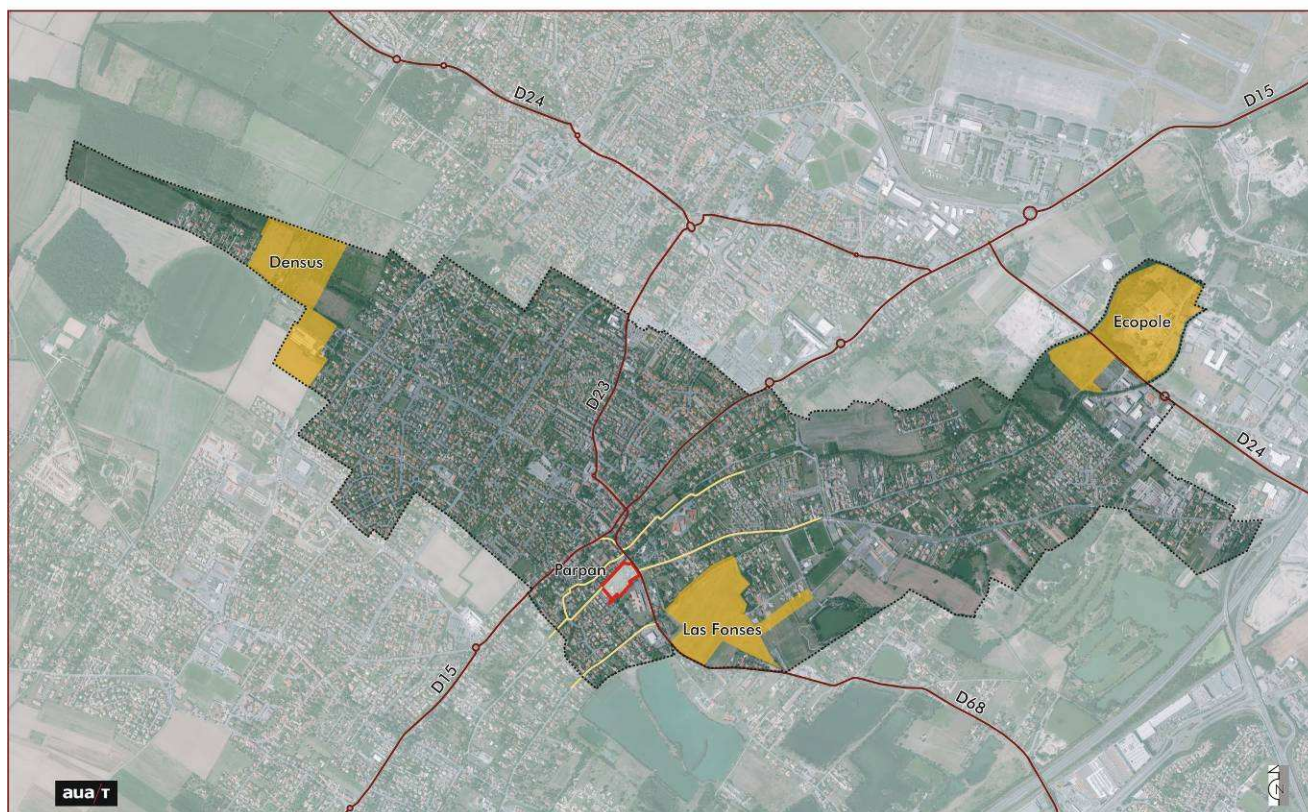 D24
D15
Densus
Ecopole
D23
D24
Parpan
Las Fonses
D15
D68
aua/T